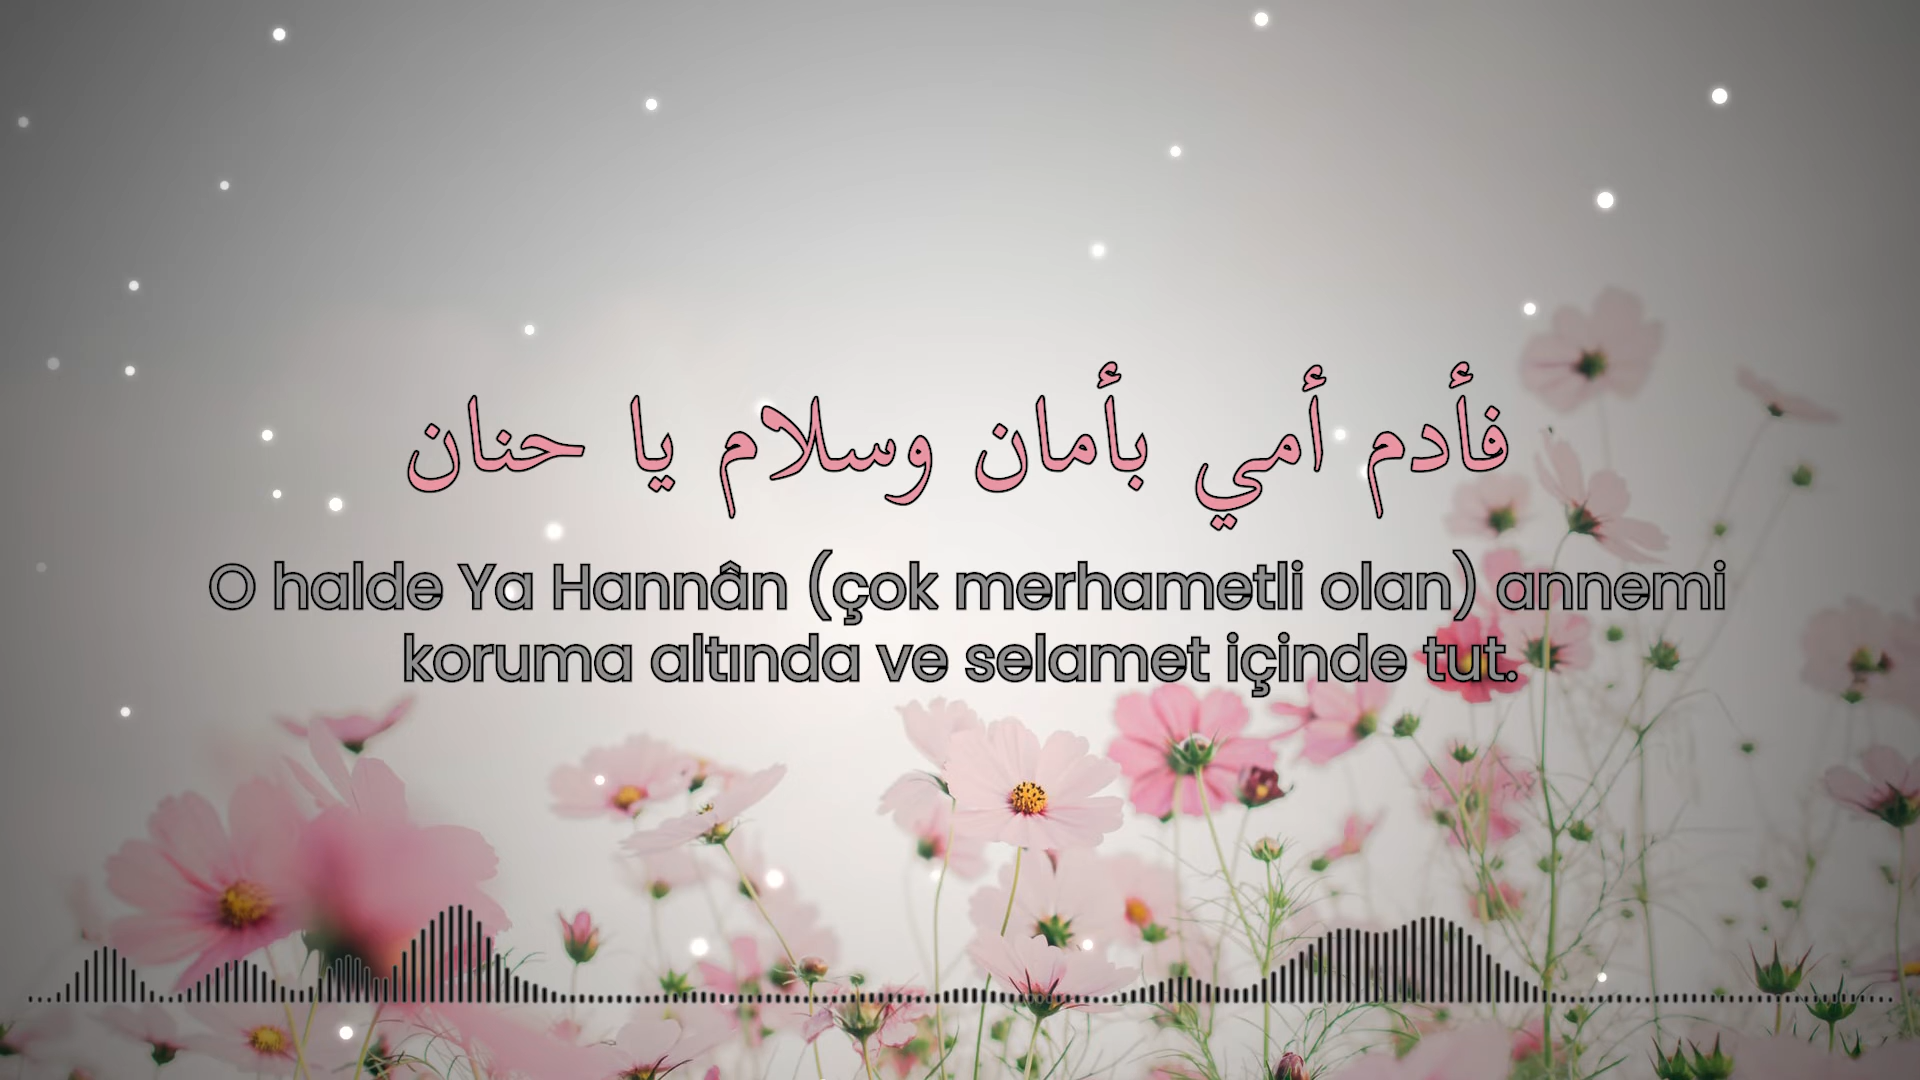 فأدم أمي بأمان وسلام يا حنان
O halde Ya Hannân (çok merhametli olan) annemi
koruma altında ve selamet içinde tut.